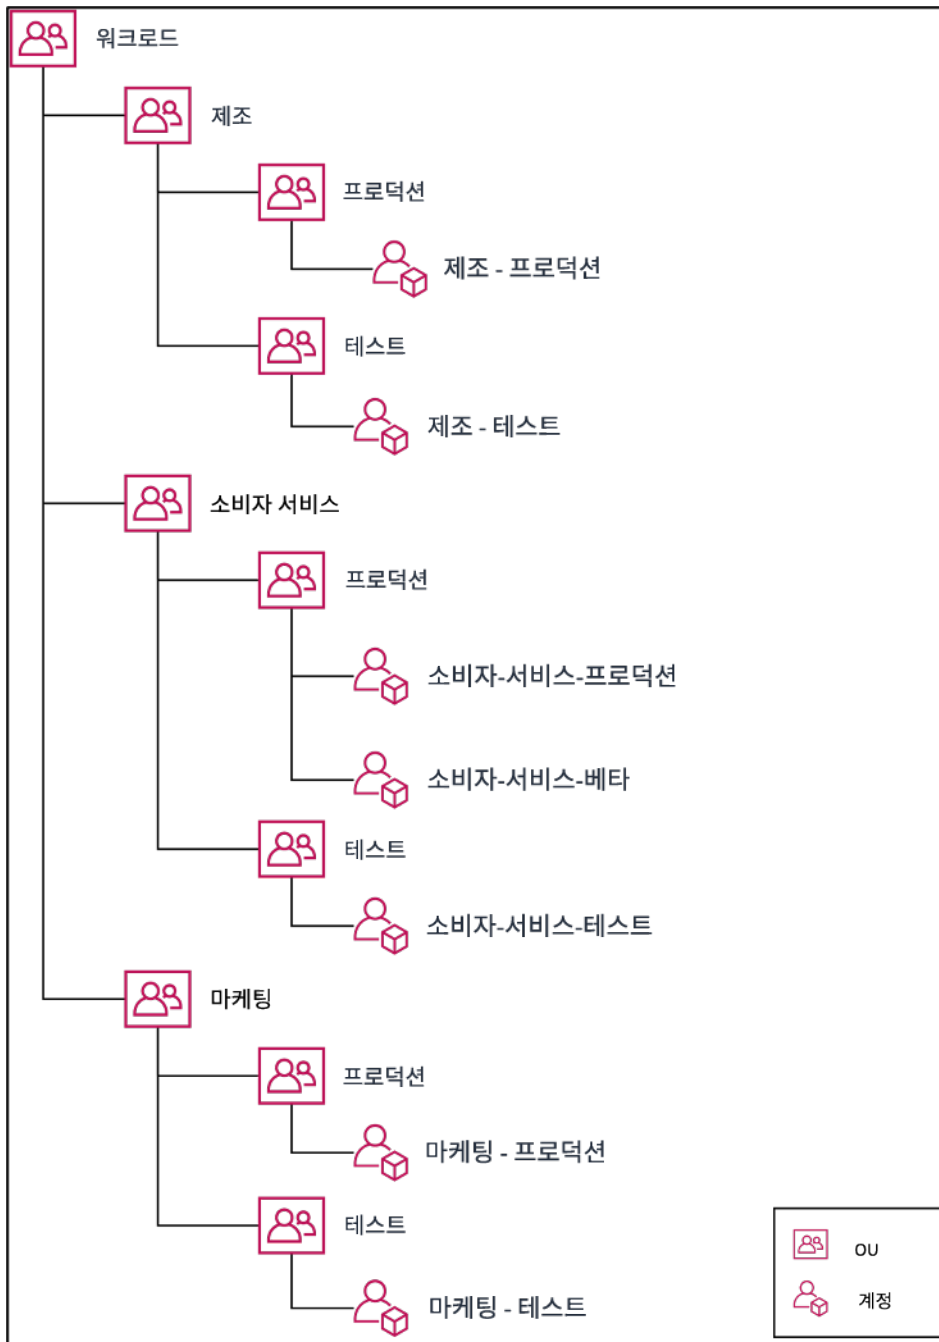 워크로드
제조
프로덕션
제조 - 프로덕션
테스트
제조 - 테스트
소비자 서비스
프로덕션
소비자-서비스-프로덕션
소비자-서비스-베타
테스트
소비자-서비스-테스트
마케팅
프로덕션
마케팅 - 프로덕션
테스트
마케팅 - 테스트
OU
계정